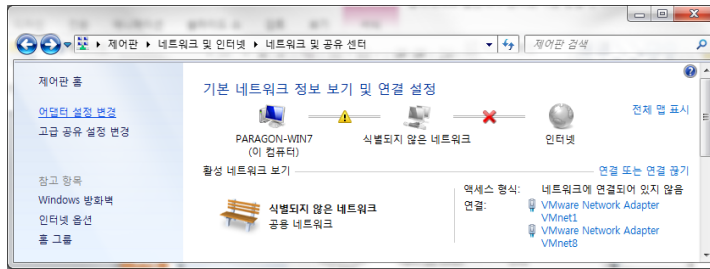 제어판 ▸ 네트워크 및 인터넷 ▸ 네트워크 및 공유 센터
제어판 검색
제어판 홈
어댑터 설정 변경
고급 공유 설정 변경
참고 항목
Windows 방화벽
인터넷 옵션
홈 그룹
기본 네트워크 정보 보기 및 연결 설정
전체 맵 표시
PARAGON-WIN7
(이 컴퓨터)
식별되지 않은 네트워크
인터넷
활성 네트워크 보기
연결 또는 연결 끊기
식별되지 않은 네트워크
공용 네트워크
액세스 형식: 네트워크에 연결되어 있지 않음
연결: VMware Network Adapter
VMnet1
VMware Network Adapter
VMnet8